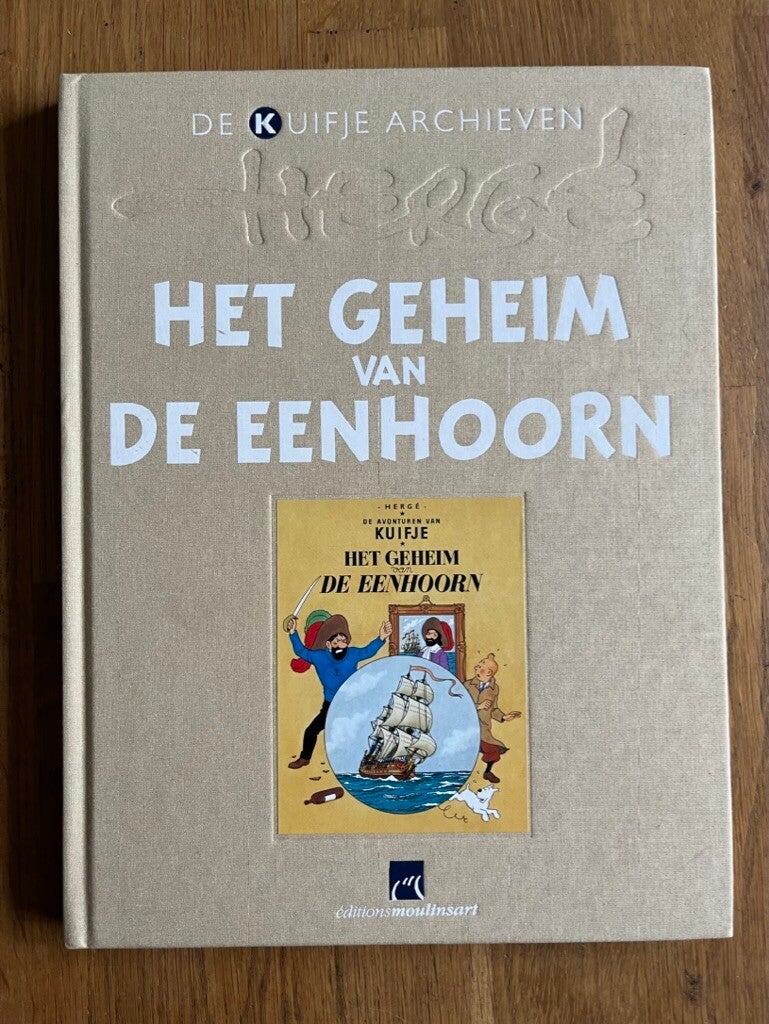 DE KUIFJE ARCHIEVEN
HERGÉ
HET GEHEIM
VAN
DE EENHOORN
- HERGÉ -
DE AVONTUREN VAN
KUIFJE
HET GEHEIM
van
DE EENHOORN
éditionsmoulinsart